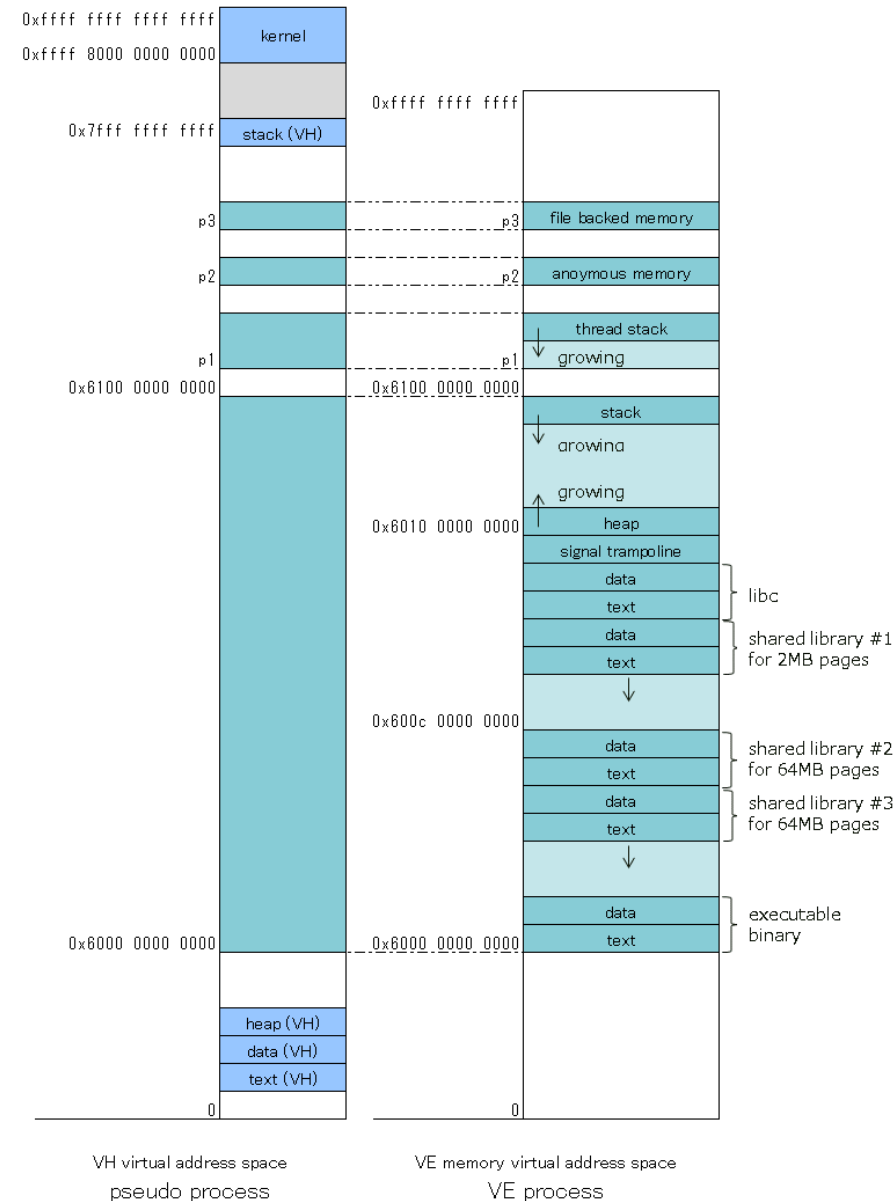 0xffff ffff ffff ffff
kernel
0xffff 8000 0000 0000
0xffff ffff ffff
0x7fff ffff ffff
stack (VH)
p3
p3
file backed memory
p2
p2
anoymous memory
thread stack
p1
p1
growing
0x6100 0000 0000
0x6100 0000 0000
stack
growing
growing
0x6010 0000 0000
heap
signal trampoline
data
libc
text
data
shared library #1
for 2MB pages
text
0x600c 0000 0000
data
shared library #2
for 64MB pages
text
data
shared library #3
for 64MB pages
text
data
executable
binary
0x6000 0000 0000
0x6000 0000 0000
text
heap (VH)
data (VH)
text (VH)
0
0
VH virtual address space
VE memory virtual address space
pseudo process
VE process